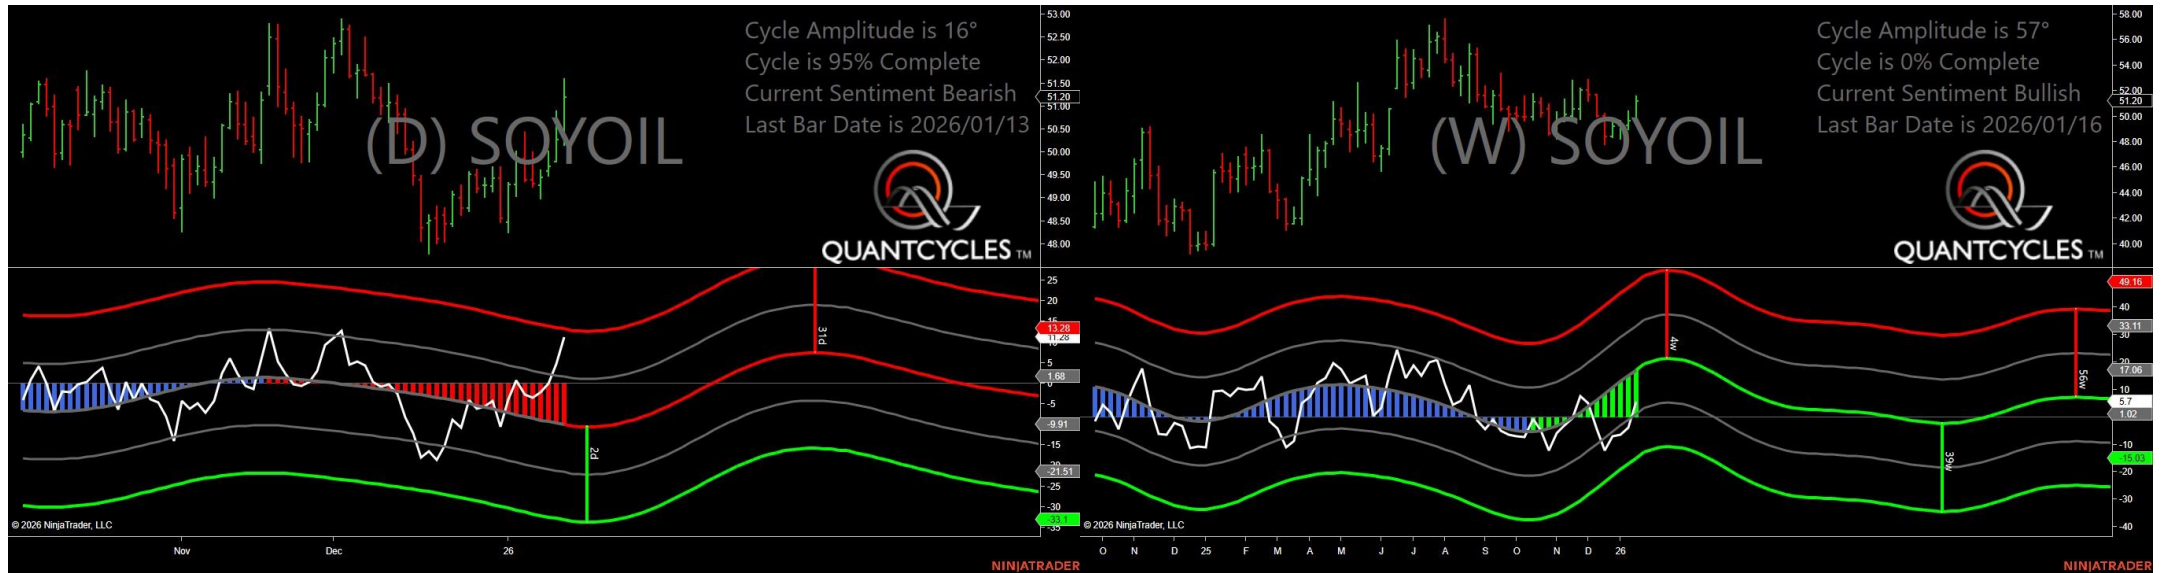 Cycle Amplitude is 16°
Cycle is 95% Complete
Current Sentiment Bearish
Last Bar Date is 2026/01/13
(D) SOYOIL
QUANTCYCLES TM
53.00
52.50
52.00
51.50
51.20
51.00
50.50
50.00
49.50
49.00
48.50
48.00
25
20
15
13.28
11.28
10
5
1.68
0
-5
-9.91
-15
-21.51
-25
-30
-33.1
-35
31d
2d
© 2026 NinjaTrader, LLC
Nov Dec 26
NINJATRADER
Cycle Amplitude is 57°
Cycle is 0% Complete
Current Sentiment Bullish
Last Bar Date is 2026/01/16
(W) SOYOIL
QUANTCYCLES TM
58.00
56.00
54.00
52.00
51.20
50.00
48.00
46.00
44.00
42.00
40.00
49.16
40
33.11
20
17.06
10
5.7
1.02
-10
-15.03
-20
-30
-40
4w
39w
56w
© 2026 NinjaTrader, LLC
O N D 25 F M A M J J A S O N D 26
NINJATRADER